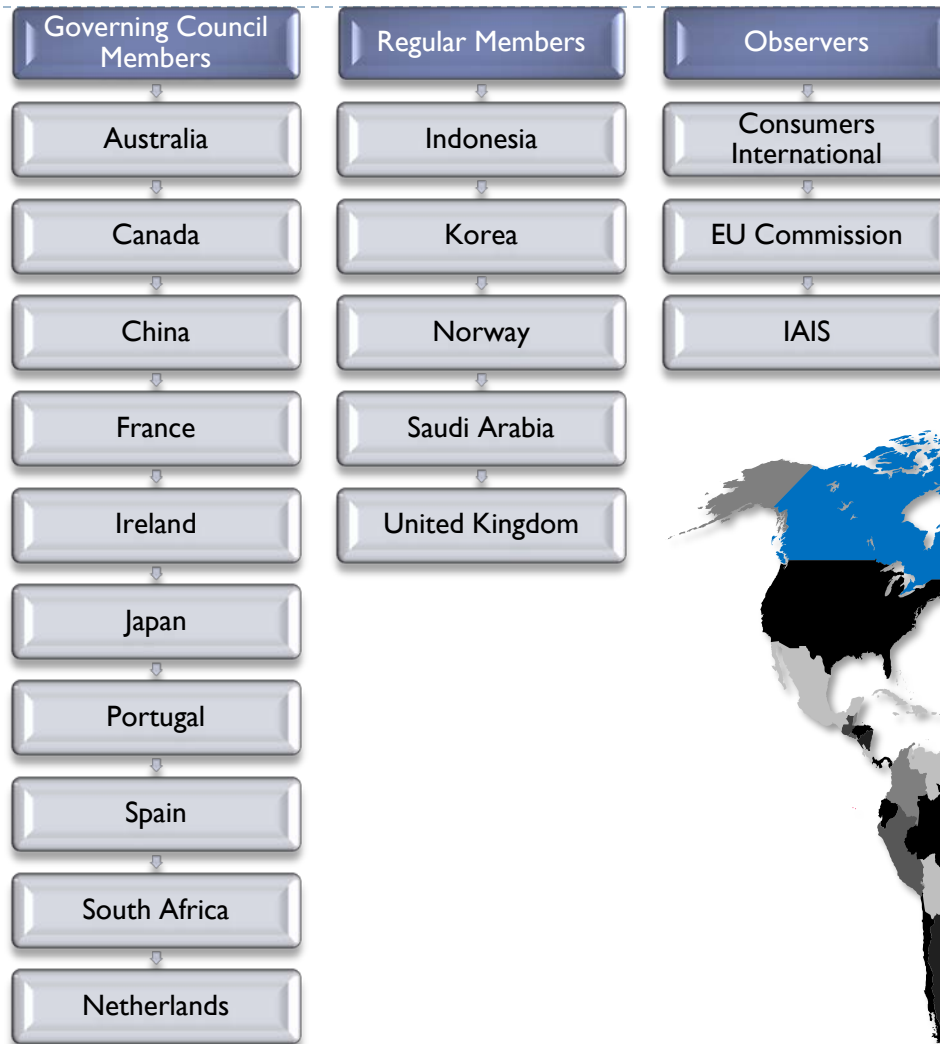 Governing Council
Members
Australia
Canada
China
France
Ireland
Japan
Portugal
Spain
South Africa
Netherlands
Regular Members
Indonesia
Korea
Norway
Saudi Arabia
United Kingdom
Observers
Consumers
International
EU Commission
IAIS